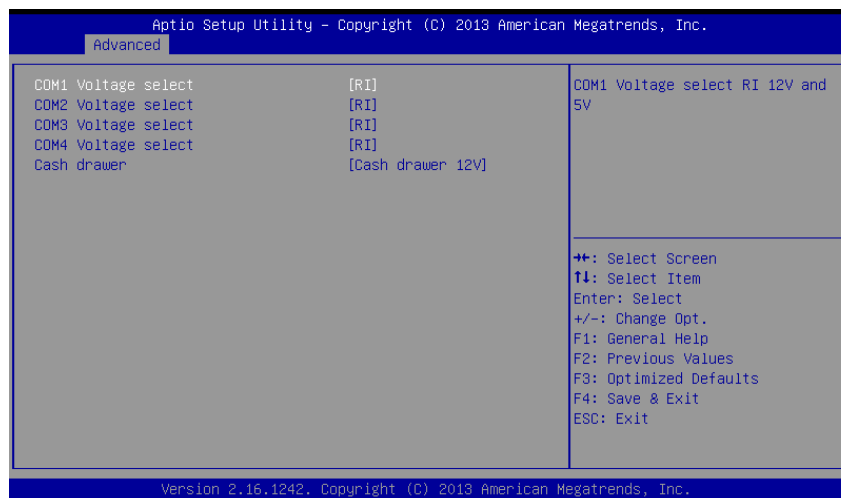 Aptio Setup Utility – Copyright (C) 2013 American Megatrends, Inc.
Advanced
COM1 Voltage select [RI]
COM2 Voltage select [RI]
COM3 Voltage select [RI]
COM4 Voltage select [RI]
Cash drawer [Cash drawer 12V]
COM1 Voltage select RI 12V and
5V
→←: Select Screen
↑↓: Select Item
Enter: Select
+/-: Change Opt.
F1: General Help
F2: Previous Values
F3: Optimized Defaults
F4: Save & Exit
ESC: Exit
Version 2.16.1242. Copyright (C) 2013 American Megatrends, Inc.